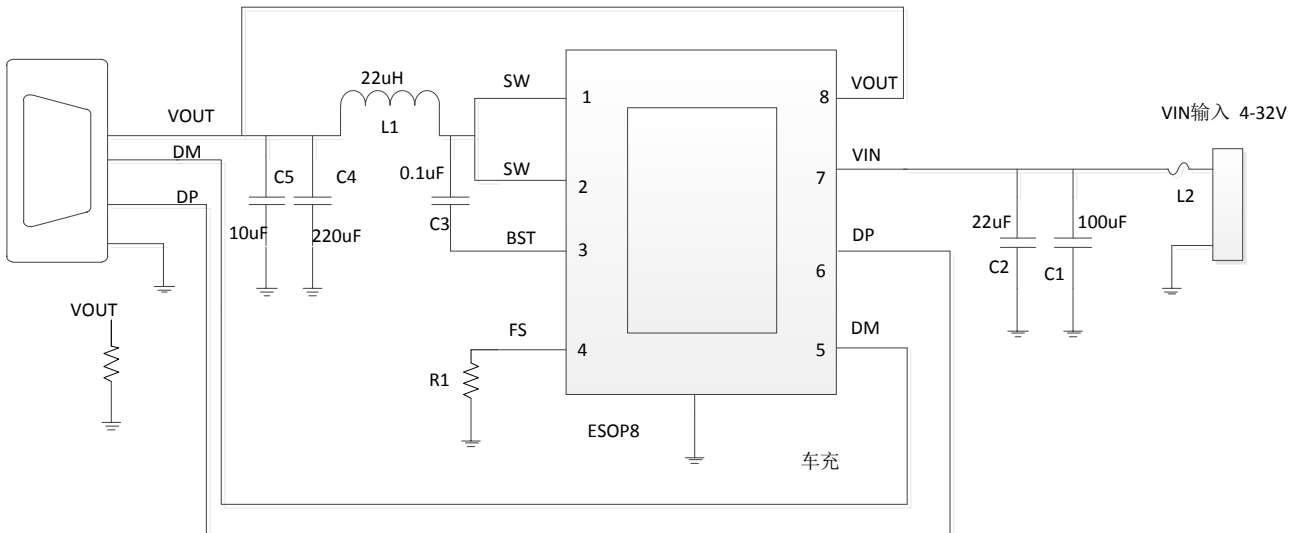 22uH
SW
1
8
VOUT
VOUT
L1
VIN输入 4-32V
DM
C5
C4
0.1uF
SW
2
7
VIN
DP
10uF
220uF
C3
L2
22uF
100uF
BST
3
6
DP
C2
C1
VOUT
FS
4
5
DM
R1
ESOP8
车充